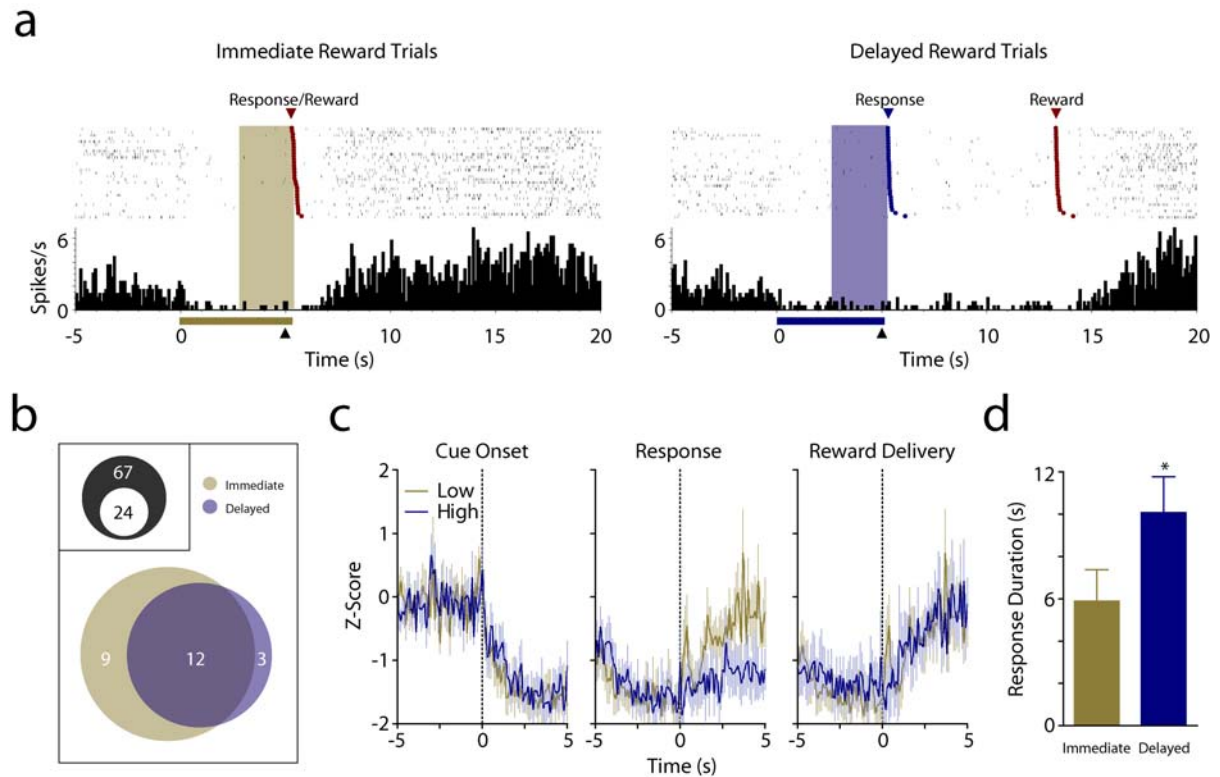 a
Immediate Reward Trials
Delayed Reward Trials
Response/Reward
Response
Reward
Spikes/s
6
0
6
0
-5 0 5 10 15 20
-5 0 5 10 15 20
Time (s)
Time (s)
b
67
24
Immediate
Delayed
9
12
3
c
Cue Onset
Response
Reward Delivery
Low
High
Z-Score
2
1
0
-1
-2
-5 0 5
-5 0 5
-5 0 5
Time (s)
d
*
Response Duration (s)
12
6
0
Immediate
Delayed